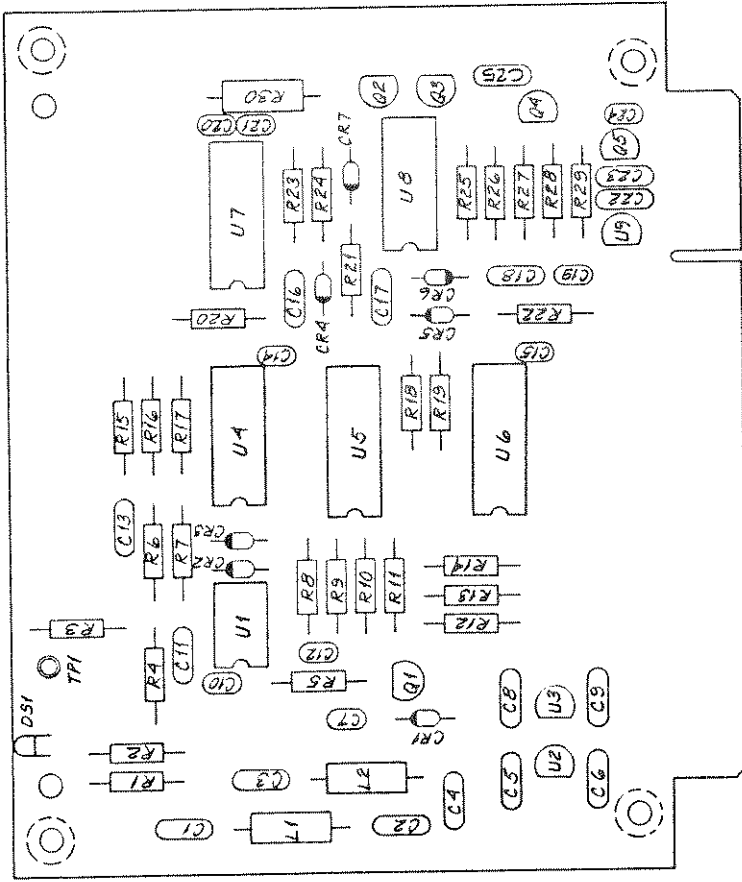 R30
C20
C21
Q2
Q3
C25
Q4
C24
Q5
C23
C22
U9
CR7
U7
R23
R24
U8
R25
R26
R27
R28
R29
R21
C16
C17
CR4
CR6
C18
C19
R20
CR5
R22
C14
C15
R15
R16
R17
U4
U5
R18
R19
U6
C13
R6
R7
CR3
CR2
R8
R9
R10
R11
R14
R13
R12
U1
R3
TP1
R4
C11
C10
C12
R5
Q1
DS1
C7
CR1
C8
U3
C9
R2
R1
C3
L2
C4
C5
U2
C6
C1
L1
C2